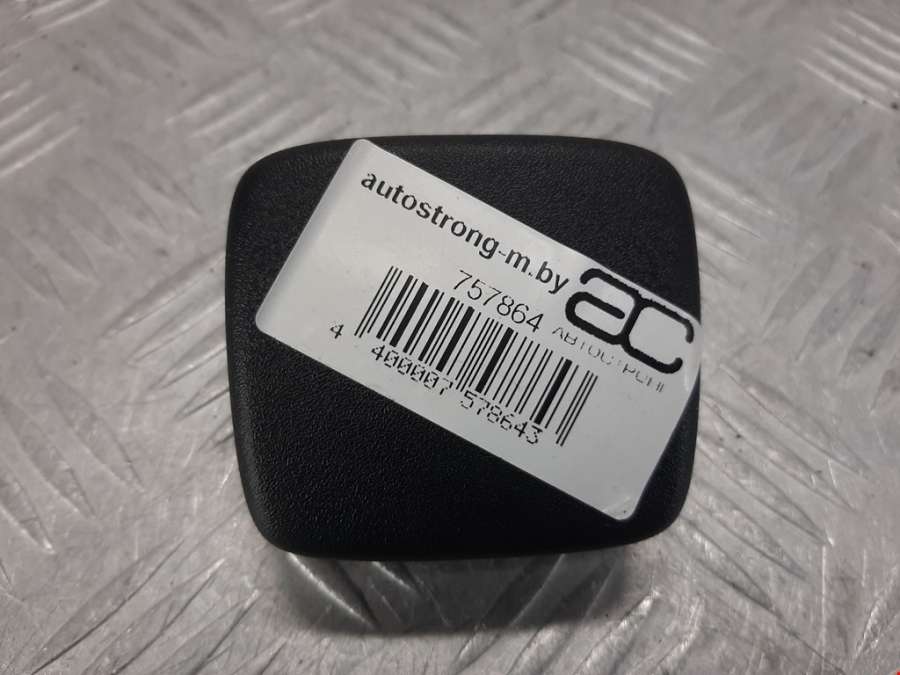 autostrong-m.by
757864
ac
АВТОСТРОНГ
4 400007 578643